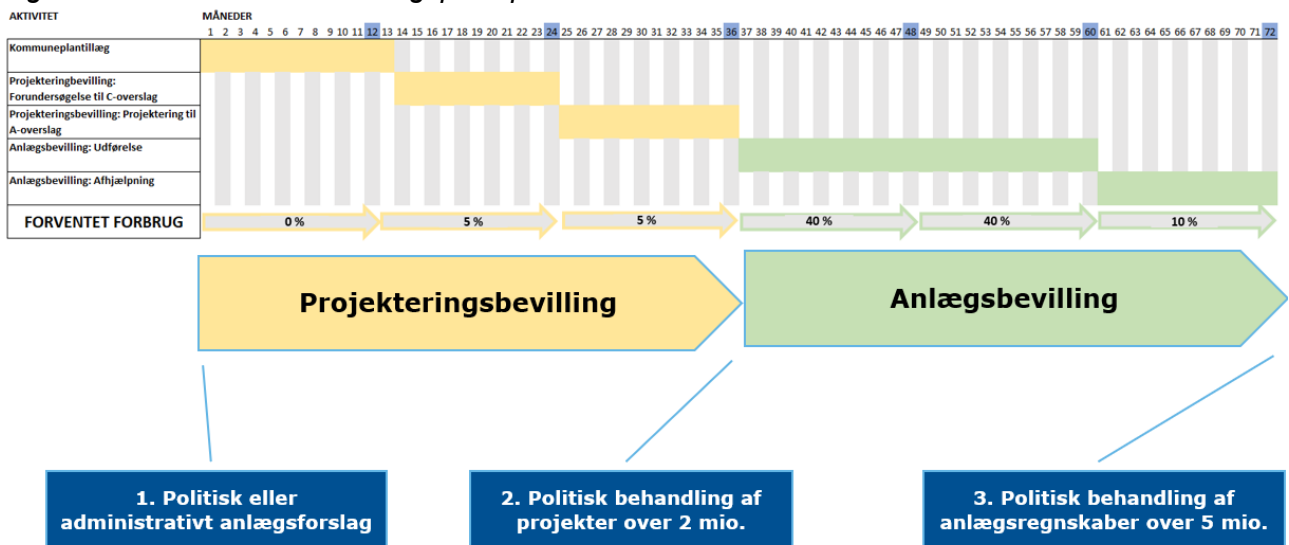 AKTIVITET MÅNEDER
1 2 3 4 5 6 7 8 9 10 11 12 13 14 15 16 17 18 19 20 21 22 23 24 25 26 27 28 29 30 31 32 33 34 35 36 37 38 39 40 41 42 43 44 45 46 47 48 49 50 51 52 53 54 55 56 57 58 59 60 61 62 63 64 65 66 67 68 69 70 71 72
Kommuneplantillæg
Projekteringbevilling:
Forundersøgelse til C-overslag
Projekteringsbevilling: Projektering til
A-overslag
Anlægsbevilling: Udførelse
Anlægsbevilling: Afhjælpning
FORVENTET FORBRUG 0 % 5 % 5 % 40 % 40 % 10 %
Projekteringsbevilling Anlægsbevilling
1. Politisk eller
administrativt anlægsforslag
2. Politisk behandling af
projekter over 2 mio.
3. Politisk behandling af
anlægsregnskaber over 5 mio.